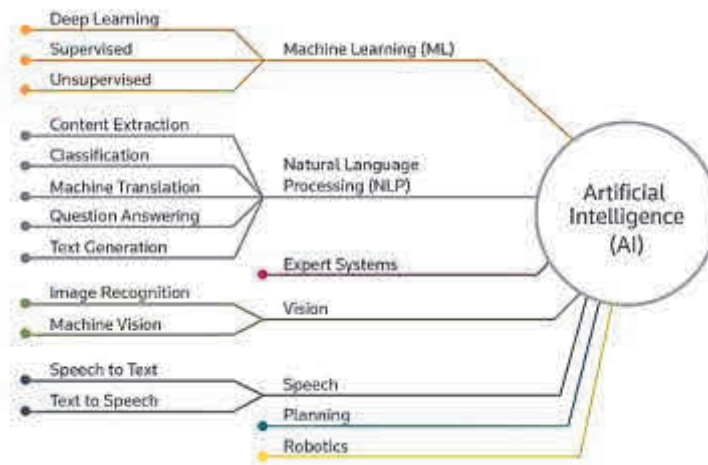 Deep Learning
Supervised
Unsupervised
Machine Learning (ML)
Content Extraction
Classification
Machine Translation
Question Answering
Text Generation
Natural Language
Processing (NLP)
Artificial
Intelligence
(AI)
Expert Systems
Image Recognition
Machine Vision
Vision
Speech to Text
Text to Speech
Speech
Planning
Robotics